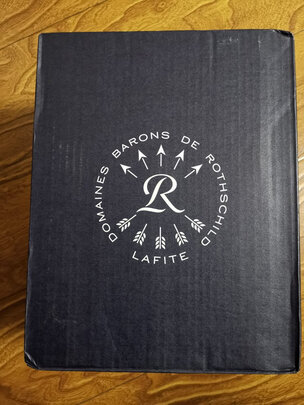 DOMAINES BARONS DE ROTHSCHILD
R
LAFITE